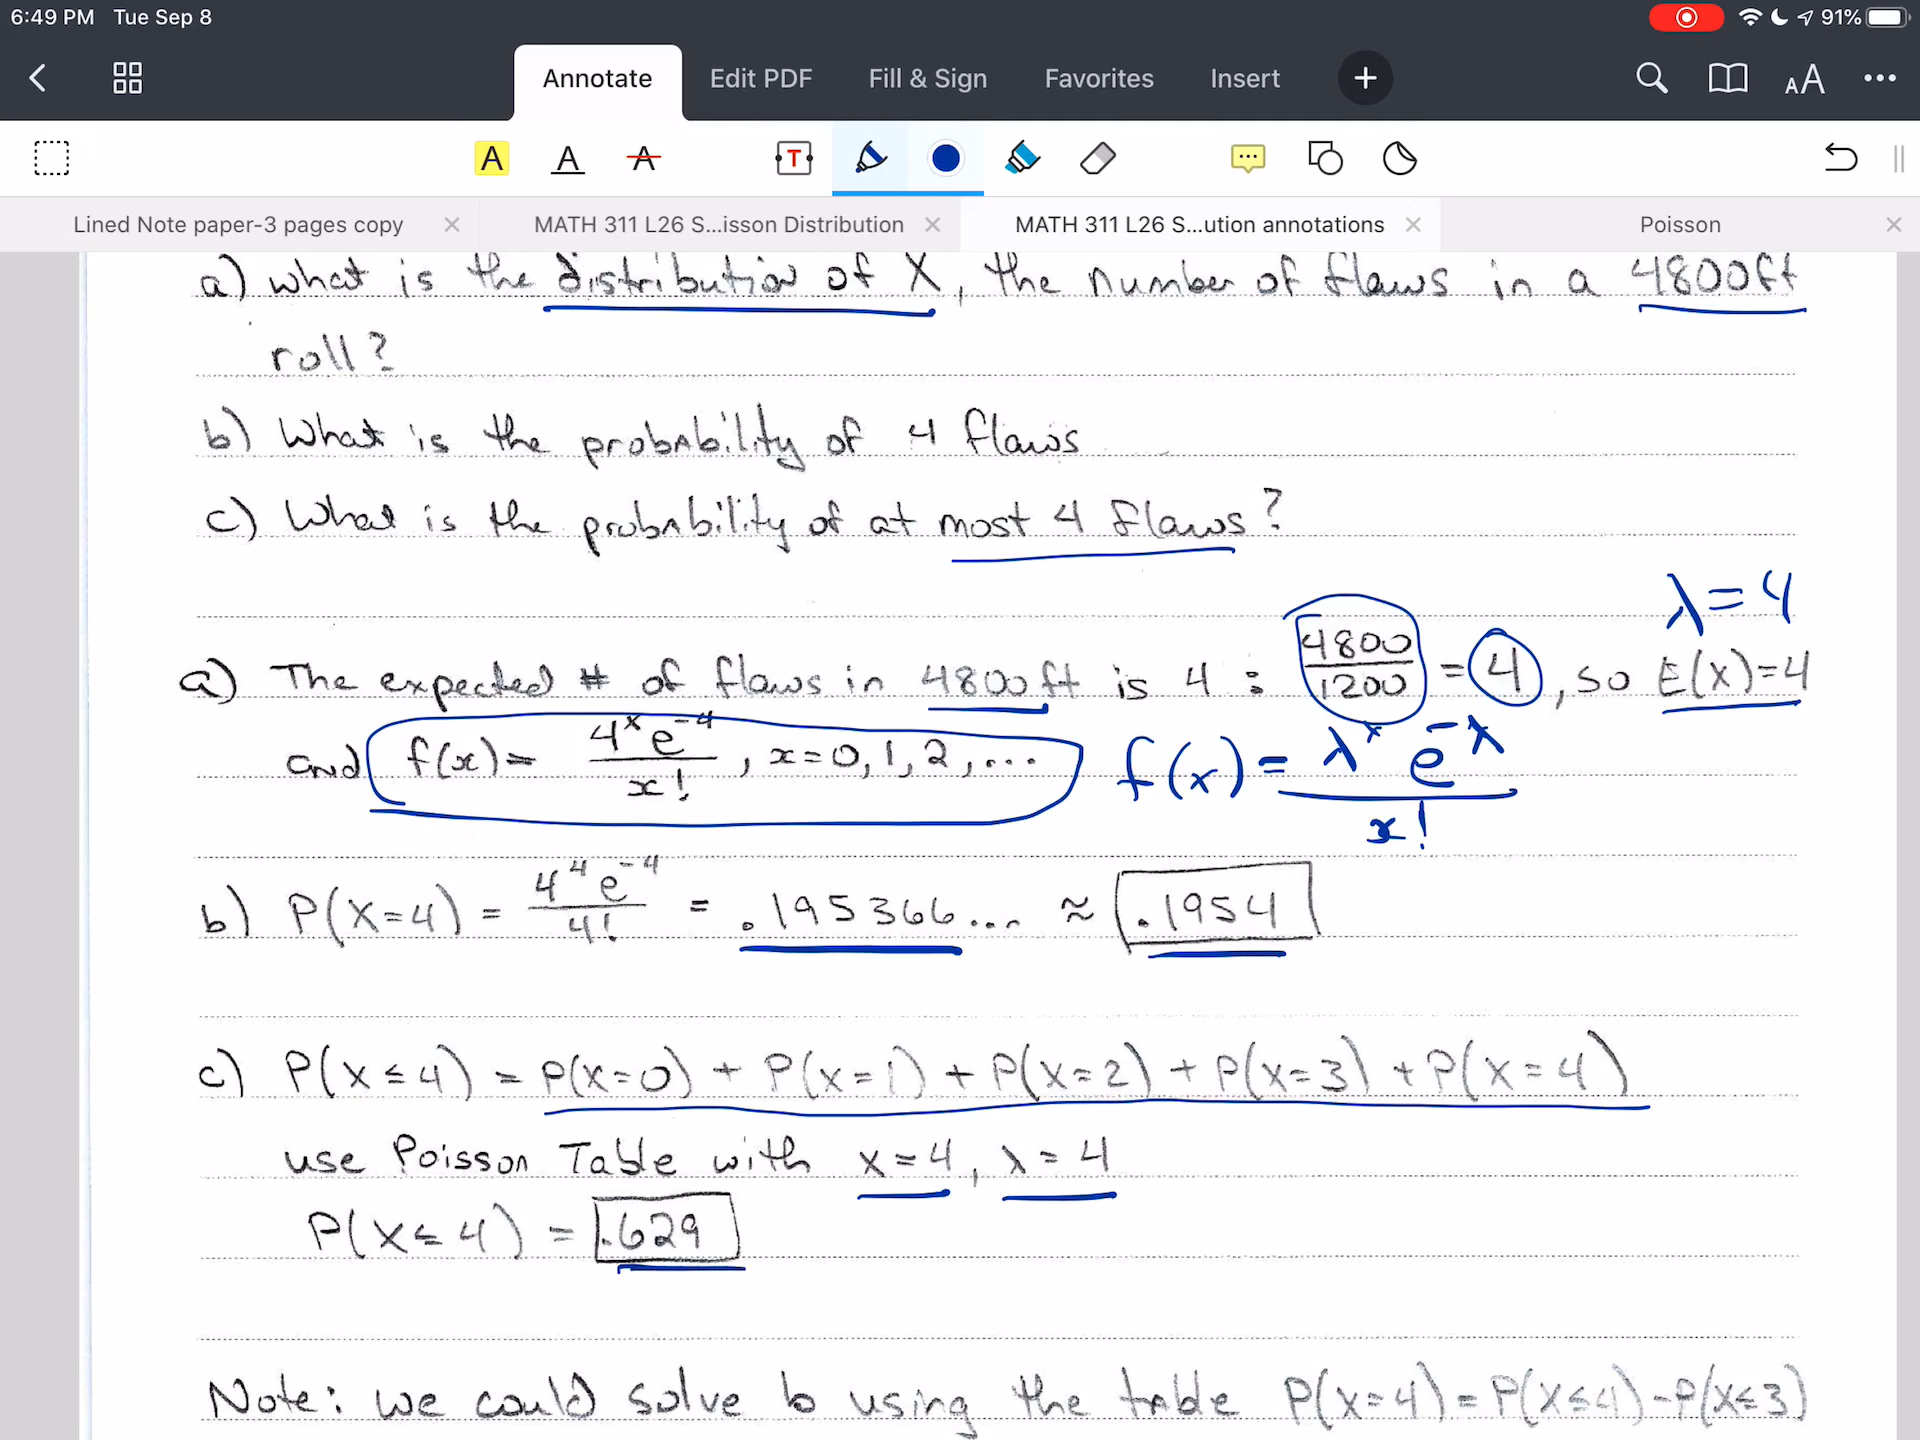 6:49 PM Tue Sep 8 91%
Annotate Edit PDF Fill & Sign Favorites Insert
Lined Note paper-3 pages copy MATH 311 L26 S...isson Distribution MATH 311 L26 S...ution annotations Poisson
a) what is the distribution of X, the number of flaws in a 4800ft
roll?
b) What is the probability of 4 flaws
c) What is the probability of at most 4 flaws?
λ=4
a) The expected # of flaws in 4800ft is 4 : 4800/1200 = 4, so E(X)=4
and f(x)= 4^x e^-4 / x! , x=0,1,2,... f(x)= λ^x e^-λ / x!
b) P(X=4) = 4^4 e^-4 / 4! = .195366... ≈ .1954
c) P(X≤4) = P(X=0) + P(X=1) + P(X=2) + P(X=3) + P(X=4)
use Poisson Table with x=4, λ=4
P(X≤4) = .629
Note: we could solve b using the table P(X=4)=P(X≤4)-P(X≤3)